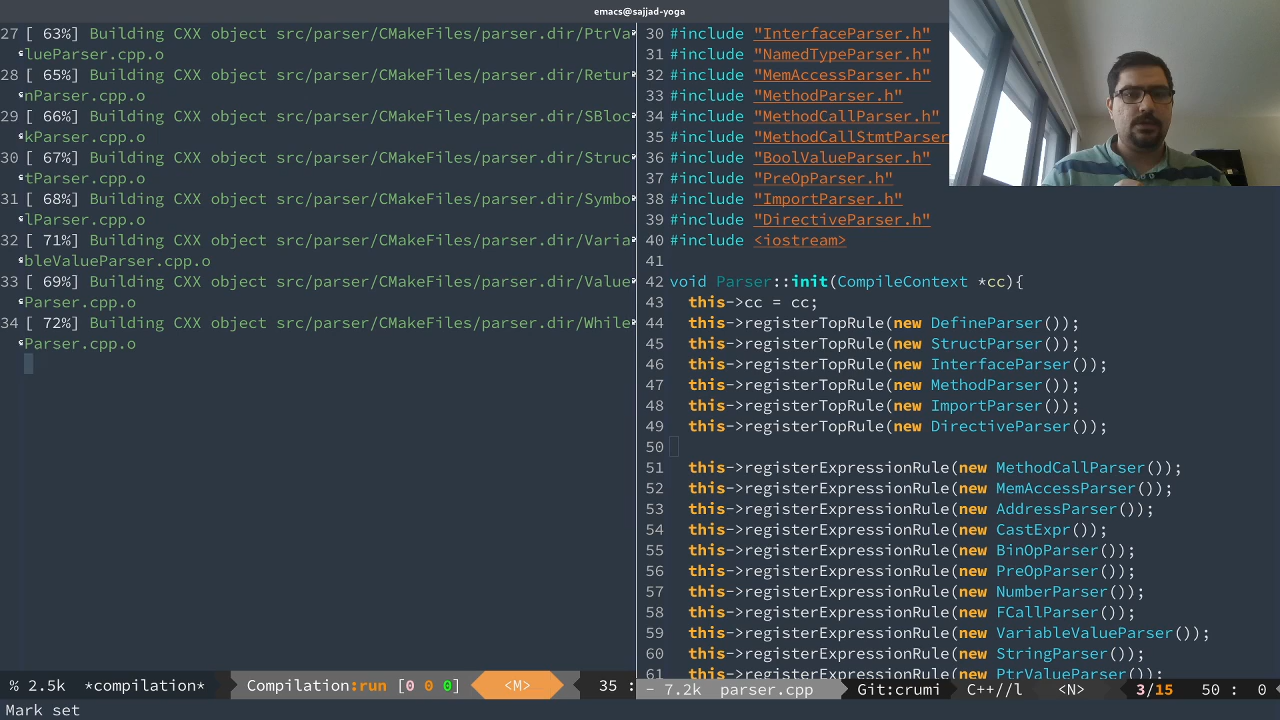 emacs@sajjad-yoga
27 [ 63%] Building CXX object src/parser/CMakeFiles/parser.dir/PtrVa
lueParser.cpp.o
28 [ 65%] Building CXX object src/parser/CMakeFiles/parser.dir/Retur
nParser.cpp.o
29 [ 66%] Building CXX object src/parser/CMakeFiles/parser.dir/SBloc
kParser.cpp.o
30 [ 67%] Building CXX object src/parser/CMakeFiles/parser.dir/Struc
tParser.cpp.o
31 [ 68%] Building CXX object src/parser/CMakeFiles/parser.dir/Symbo
lParser.cpp.o
32 [ 71%] Building CXX object src/parser/CMakeFiles/parser.dir/Varia
bleValueParser.cpp.o
33 [ 69%] Building CXX object src/parser/CMakeFiles/parser.dir/Value
Parser.cpp.o
34 [ 72%] Building CXX object src/parser/CMakeFiles/parser.dir/While
Parser.cpp.o
% 2.5k *compilation* Compilation:run [0 0 0] <M> 35 :
30 #include "InterfaceParser.h"
31 #include "NamedTypeParser.h"
32 #include "MemAccessParser.h"
33 #include "MethodParser.h"
34 #include "MethodCallParser.h"
35 #include "MethodCallStmtParser
36 #include "BoolValueParser.h"
37 #include "PreOpParser.h"
38 #include "ImportParser.h"
39 #include "DirectiveParser.h"
40 #include <iostream>
41
42 void Parser::init(CompileContext *cc){
43 this->cc = cc;
44 this->registerTopRule(new DefineParser());
45 this->registerTopRule(new StructParser());
46 this->registerTopRule(new InterfaceParser());
47 this->registerTopRule(new MethodParser());
48 this->registerTopRule(new ImportParser());
49 this->registerTopRule(new DirectiveParser());
50
51 this->registerExpressionRule(new MethodCallParser());
52 this->registerExpressionRule(new MemAccessParser());
53 this->registerExpressionRule(new AddressParser());
54 this->registerExpressionRule(new CastExpr());
55 this->registerExpressionRule(new BinOpParser());
56 this->registerExpressionRule(new PreOpParser());
57 this->registerExpressionRule(new NumberParser());
58 this->registerExpressionRule(new FCallParser());
59 this->registerExpressionRule(new VariableValueParser());
60 this->registerExpressionRule(new StringParser());
61 this->registerExpressionRule(new PtrValueParser());
- 7.2k parser.cpp Git:crumi C++//l <N> 3/15 50 : 0
Mark set